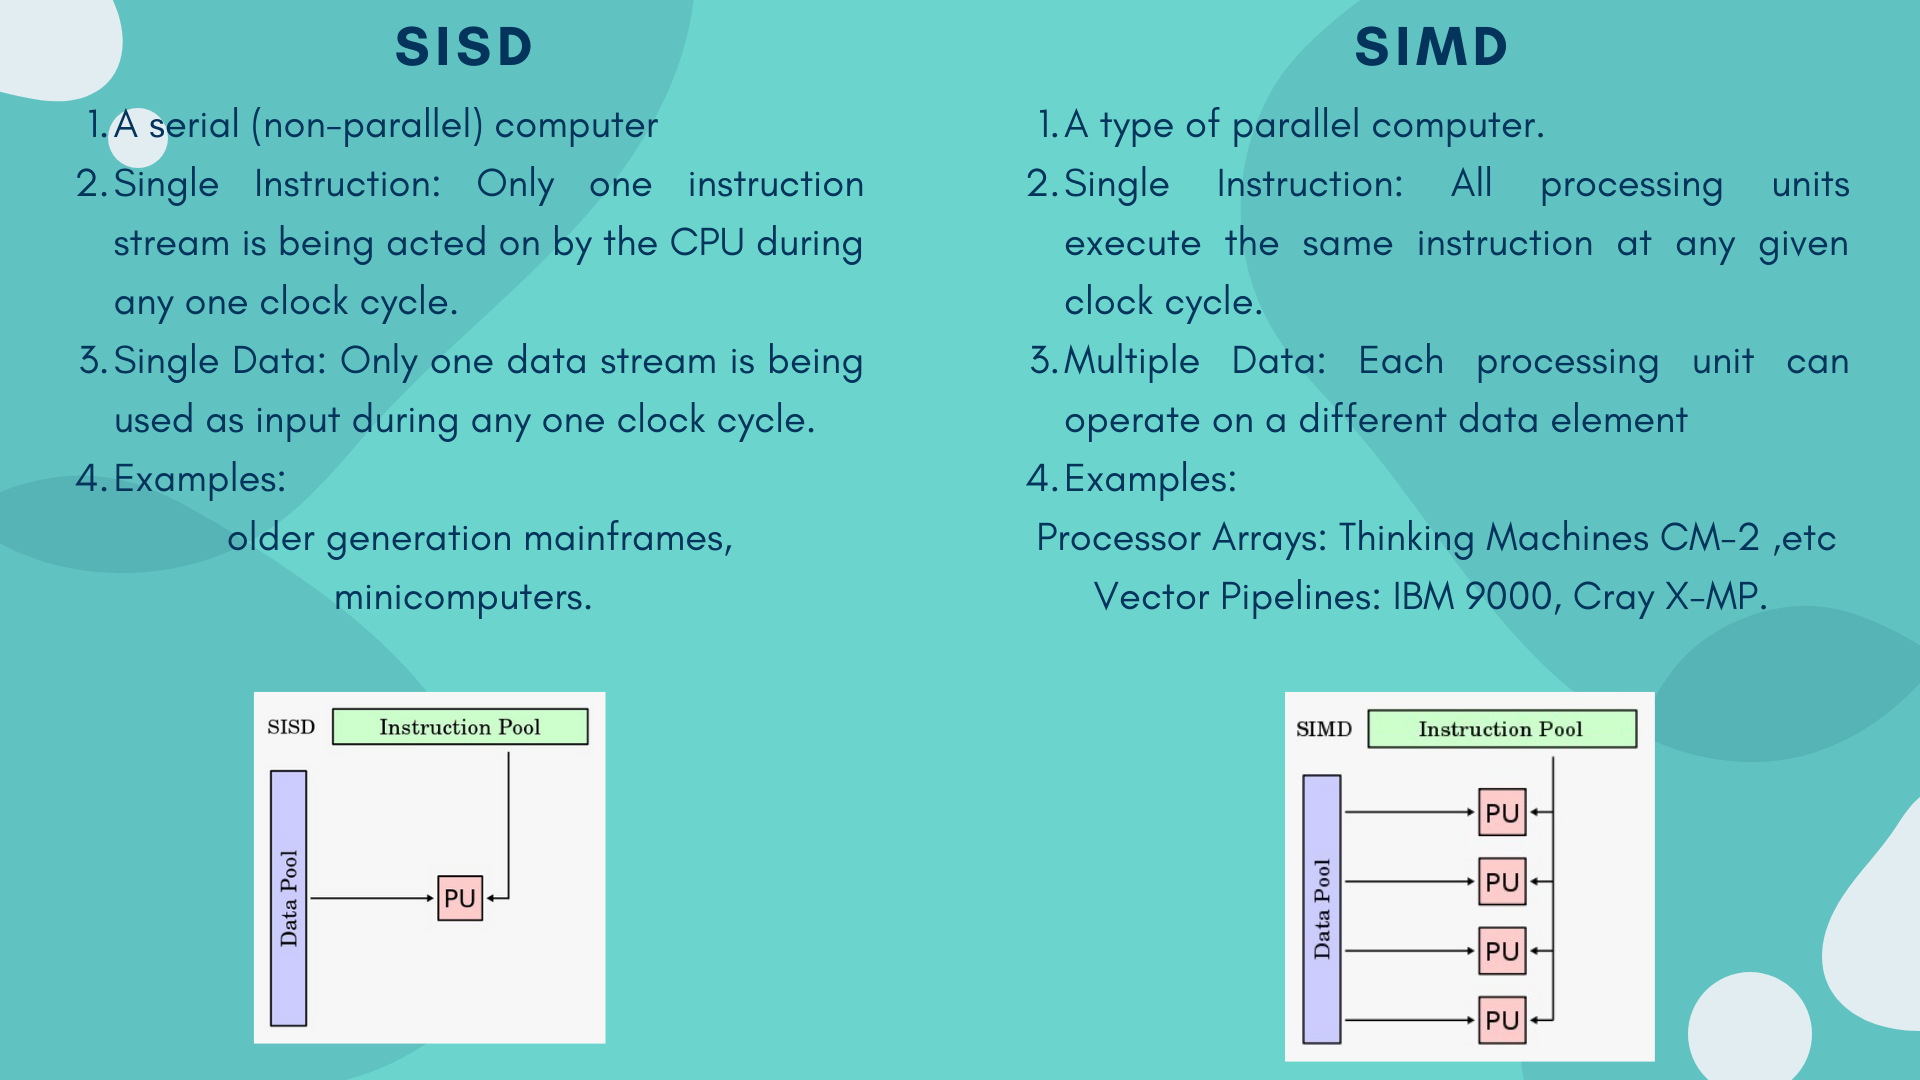 SISD
1. A serial (non-parallel) computer
2. Single Instruction: Only one instruction
stream is being acted on by the CPU during
any one clock cycle.
3. Single Data: Only one data stream is being
used as input during any one clock cycle.
4. Examples:
older generation mainframes,
minicomputers.
SISD
Instruction Pool
Data Pool
PU
SIMD
1. A type of parallel computer.
2. Single Instruction: All processing units
execute the same instruction at any given
clock cycle.
3. Multiple Data: Each processing unit can
operate on a different data element
4. Examples:
Processor Arrays: Thinking Machines CM-2 ,etc
Vector Pipelines: IBM 9000, Cray X-MP.
SIMD
Instruction Pool
Data Pool
PU
PU
PU
PU